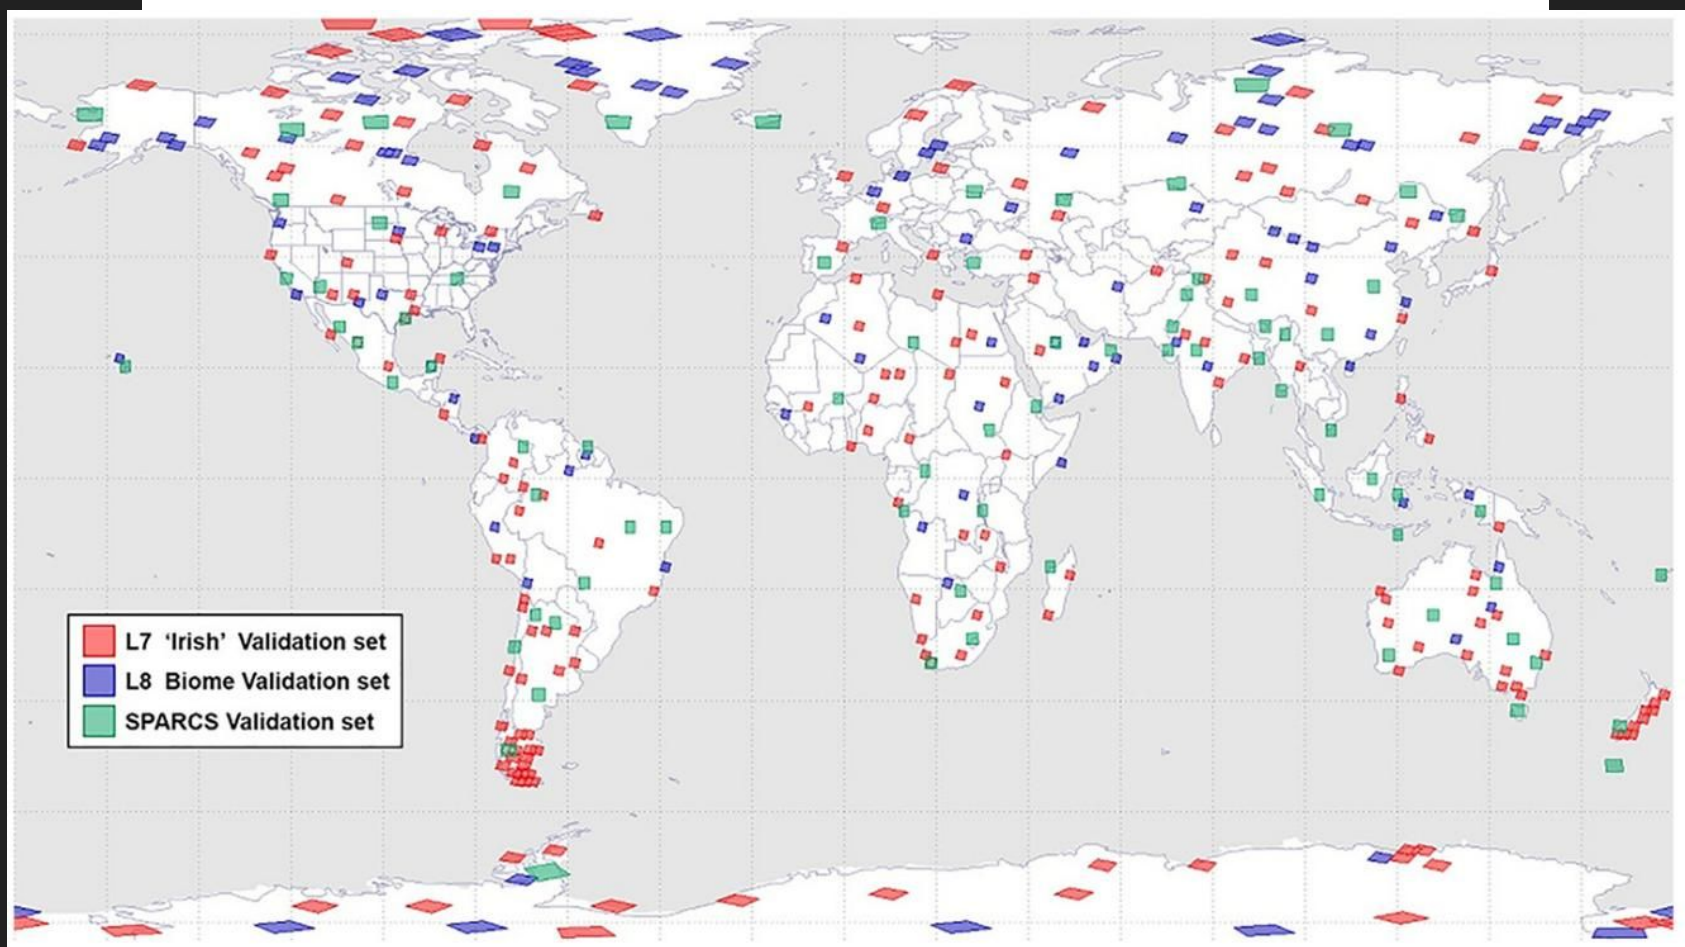 L7 ‘Irish’ Validation set
L8 Biome Validation set
SPARCS Validation set